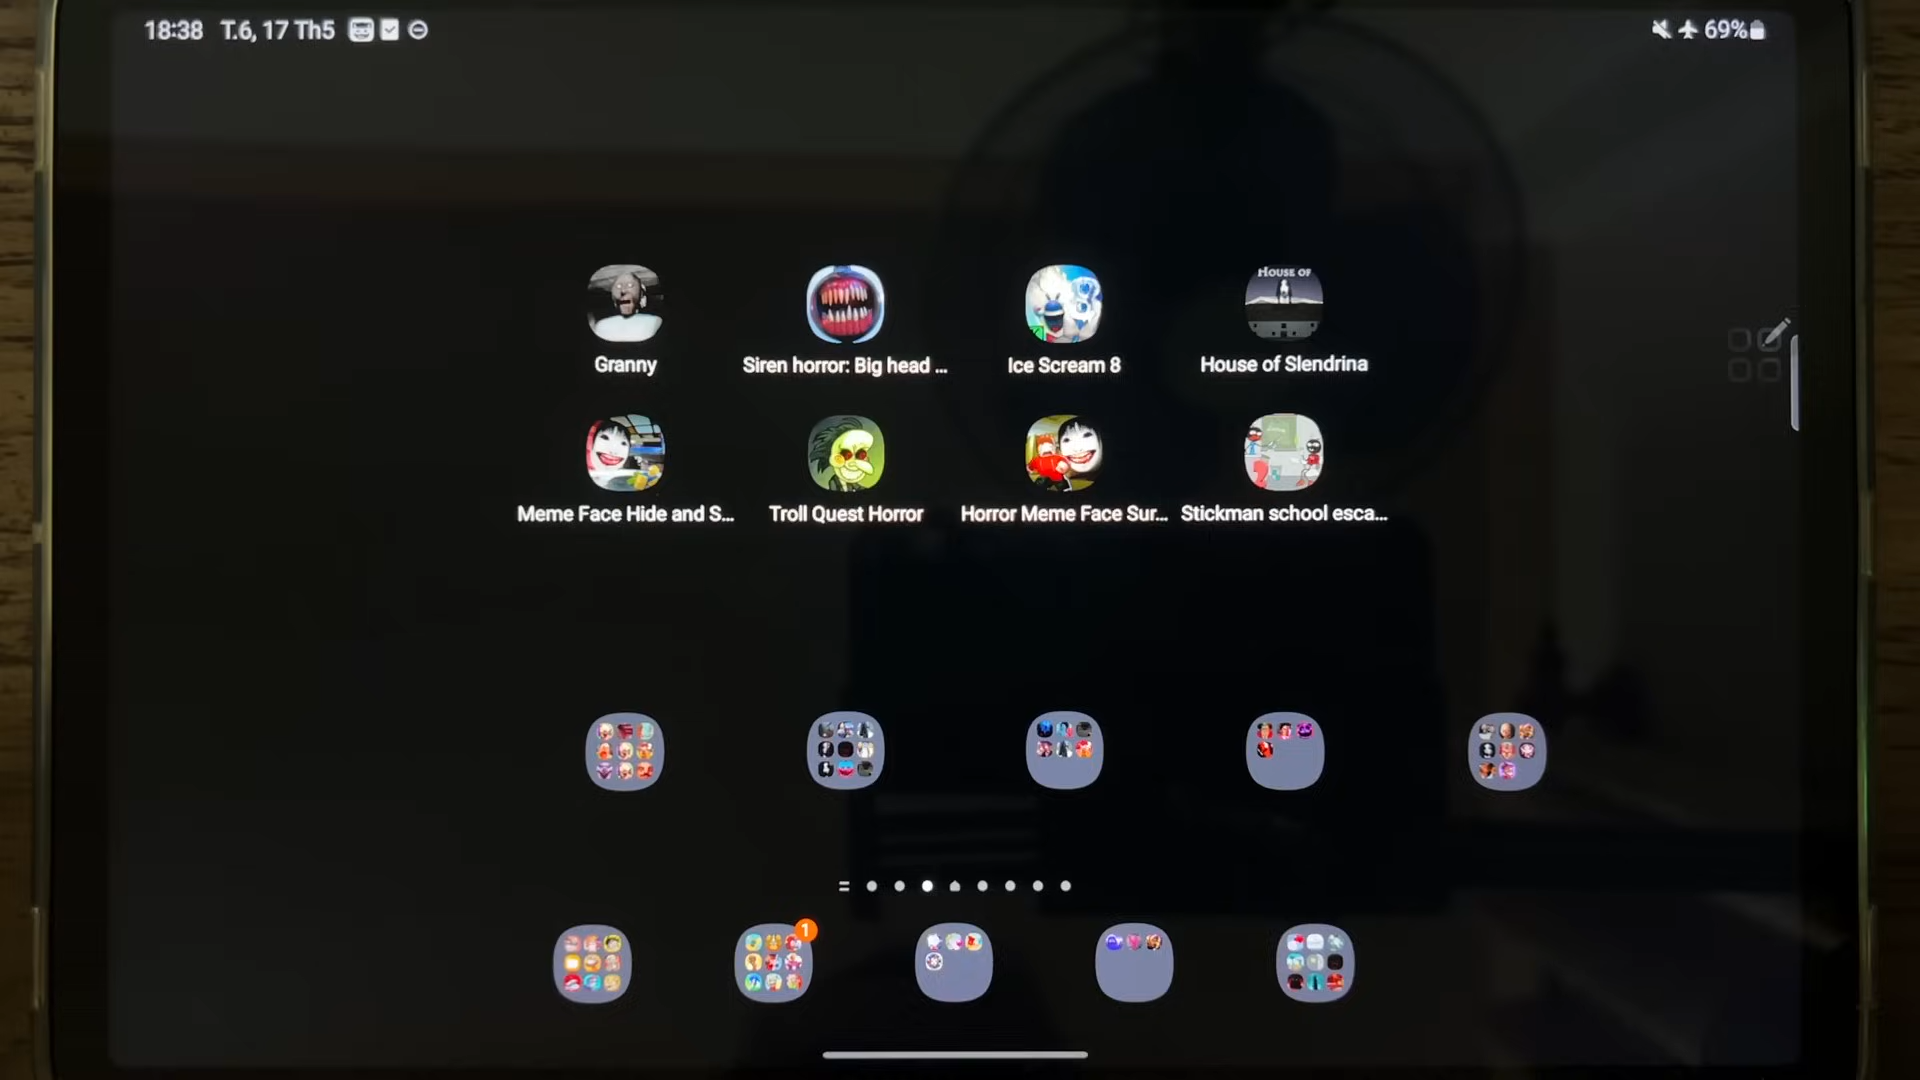 18:38 T.6, 17 Th5
69%
HOUSE OF
Granny
Siren horror: Big head ...
Ice Scream 8
House of Slendrina
Meme Face Hide and S...
Troll Quest Horror
Horror Meme Face Sur...
Stickman school esca...
1